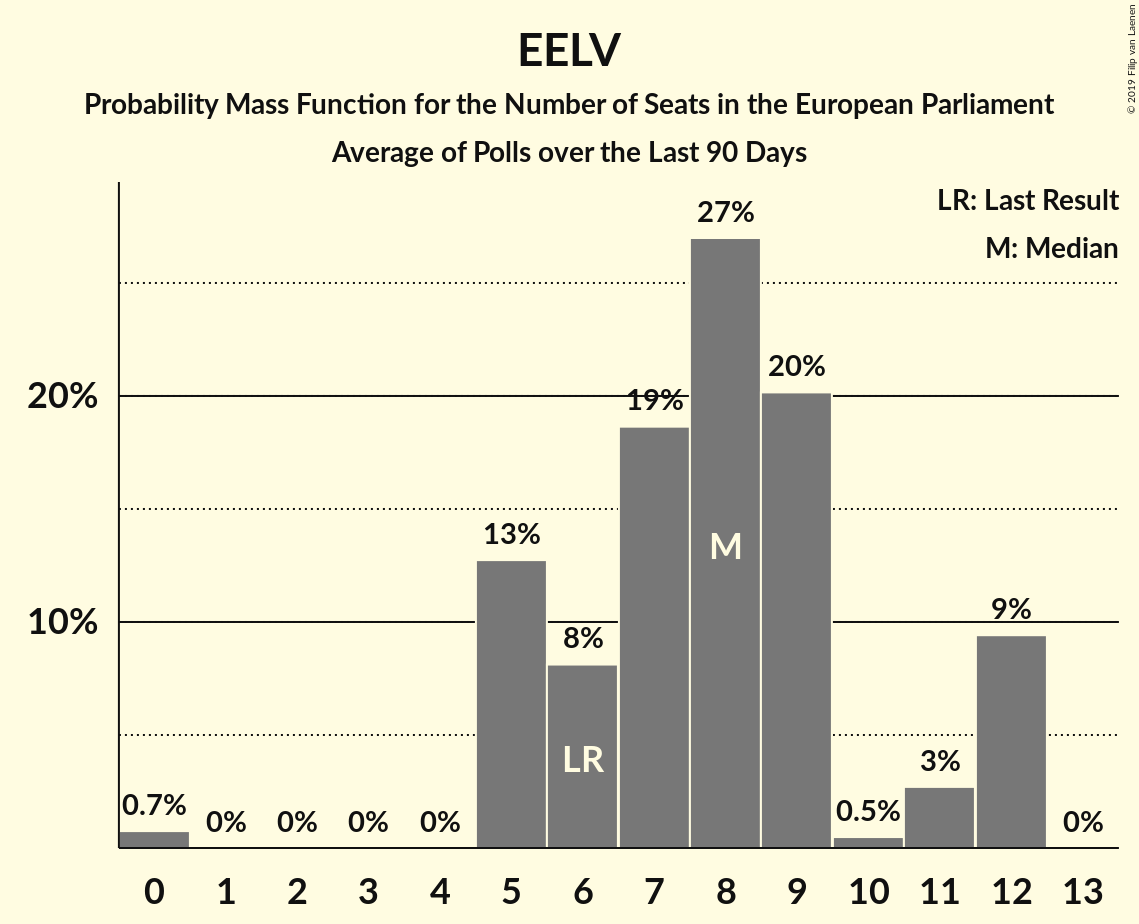 EELV
Probability Mass Function for the Number of Seats in the European Parliament
Average of Polls over the Last 90 Days
© 2019 Filip van Laenen
LR: Last Result
M: Median
27%
20%
19%
20%
13%
M
10%
8%
9%
LR
3%
0.7%
0%
0%
0%
0%
0.5%
0%
0 1 2 3 4 5 6 7 8 9 10 11 12 13